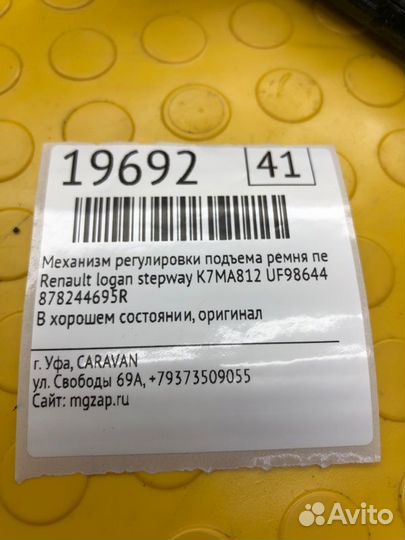 19692 41
Механизм регулировки подъема ремня пе
Renault logan stepway K7MA812 UF98644
878244695R
В хорошем состоянии, оригинал
г. Уфа, CARAVAN
ул. Свободы 69А, +79373509055
Сайт: mgzap.ru
Avito